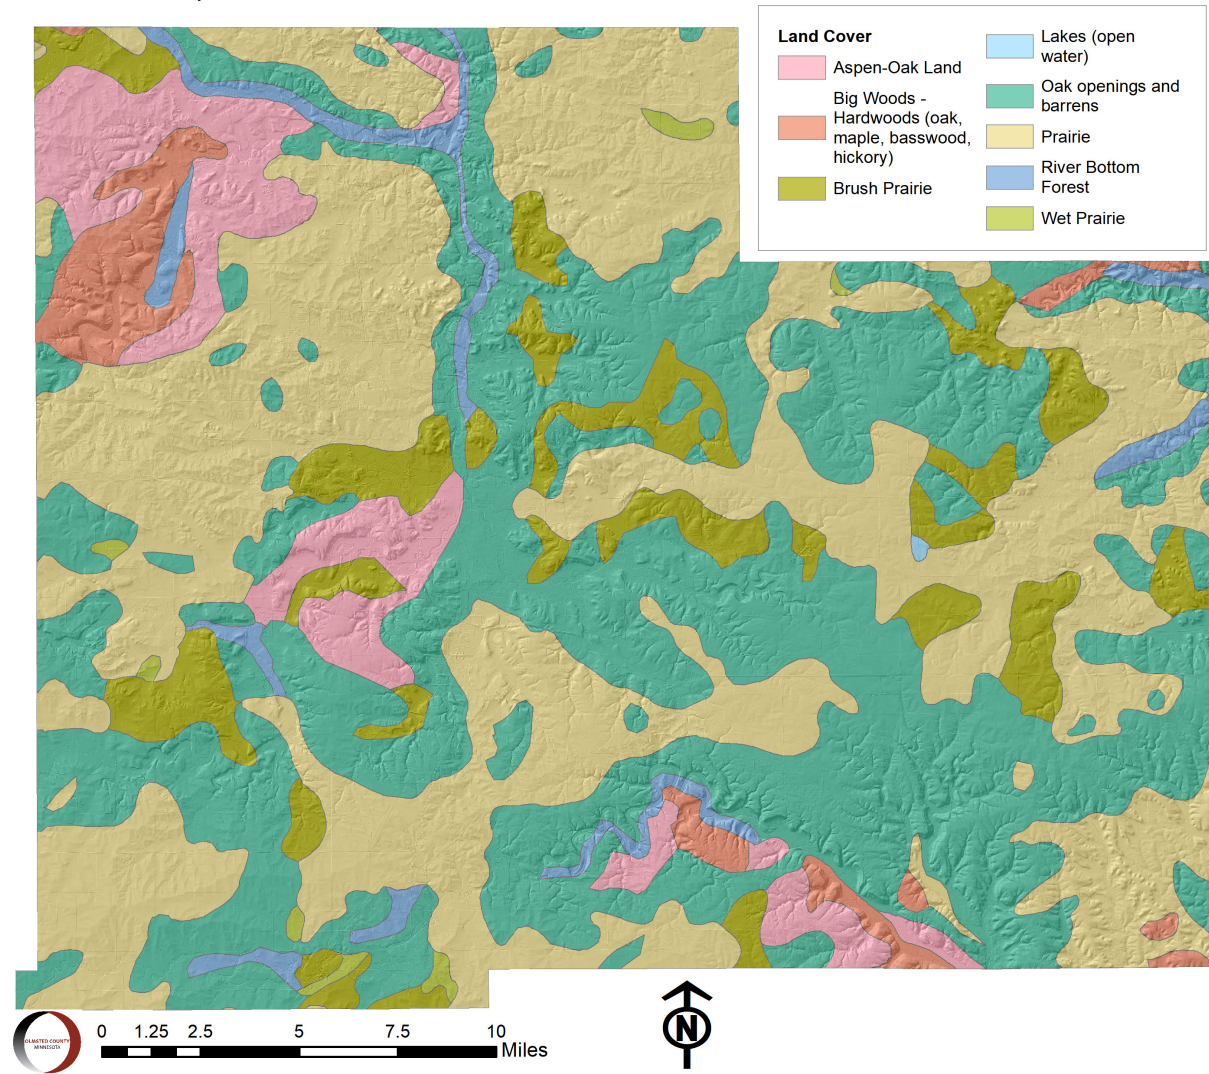 Land Cover
Aspen-Oak Land
Big Woods -
Hardwoods (oak,
maple, basswood,
hickory)
Brush Prairie
Lakes (open
water)
Oak openings and
barrens
Prairie
River Bottom
Forest
Wet Prairie
OLMSTED COUNTY
MINNESOTA
0 1.25 2.5 5 7.5 10
Miles
N